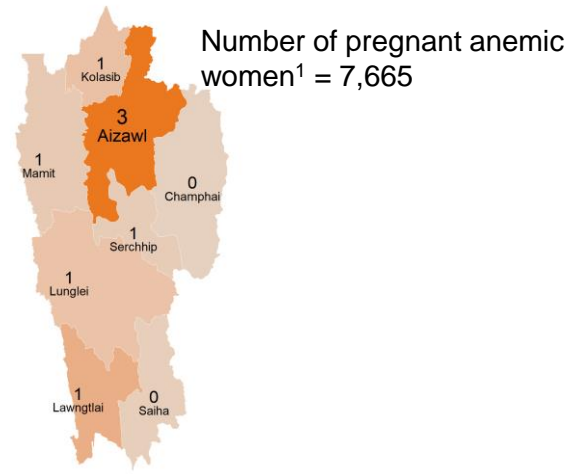 Number of pregnant anemic
women¹ = 7,665
1
Kolasib
3
Aizawl
1
Mamit
0
Champhai
1
Serchhip
1
Lunglei
1
Lawngtlai
0
Saiha